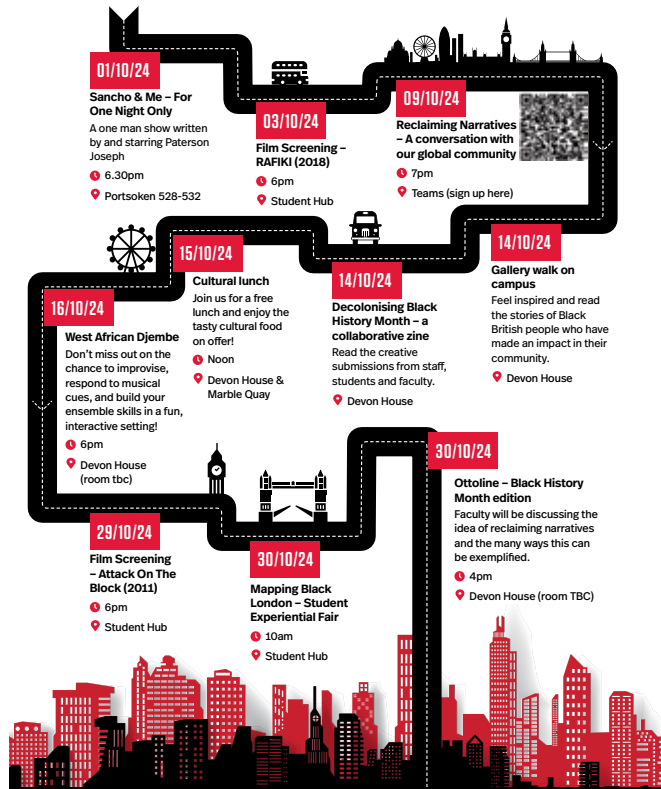 01/10/24
Sancho & Me – For
One Night Only
A one man show written
by and starring Paterson
Joseph
6.30pm
Portsoken 528-532
03/10/24
Film Screening –
RAFIKI (2018)
6pm
Student Hub
09/10/24
Reclaiming Narratives
– A conversation with
our global community
7pm
Teams (sign up here)
14/10/24
Gallery walk on
campus
Feel inspired and read
the stories of Black
British people who have
made an impact in their
community.
Devon House
14/10/24
Decolonising Black
History Month – a
collaborative zine
Read the creative
submissions from staff,
students and faculty.
Devon House
15/10/24
Cultural lunch
Join us for a free
lunch and enjoy the
tasty cultural food
on offer!
Noon
Devon House &
Marble Quay
16/10/24
West African Djembe
Don’t miss out on the
chance to improvise,
respond to musical
cues, and build your
ensemble skills in a fun,
interactive setting!
6pm
Devon House
(room tbc)
29/10/24
Film Screening
– Attack On The
Block (2011)
6pm
Student Hub
30/10/24
Mapping Black
London – Student
Experiential Fair
10am
Student Hub
30/10/24
Ottoline – Black History
Month edition
Faculty will be discussing the
idea of reclaiming narratives
and the many ways this can
be exemplified.
4pm
Devon House (room TBC)